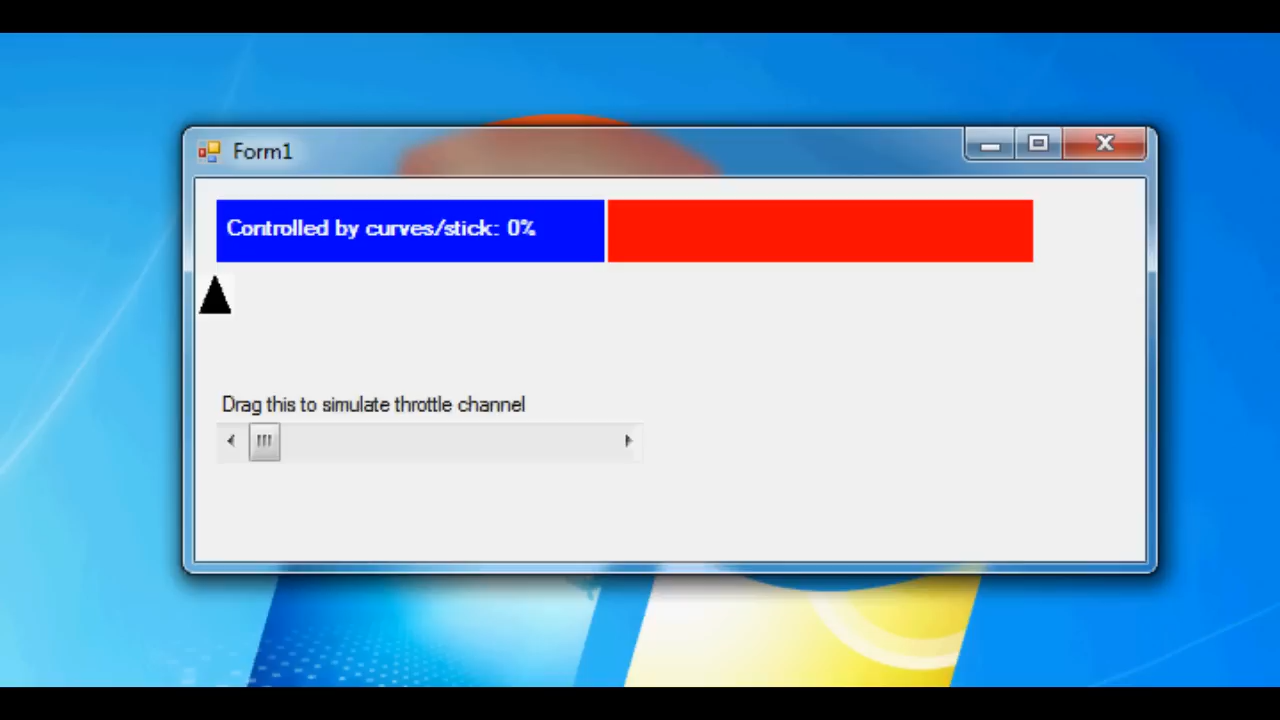 Form1
Controlled by curves/stick: 0%
Drag this to simulate throttle channel